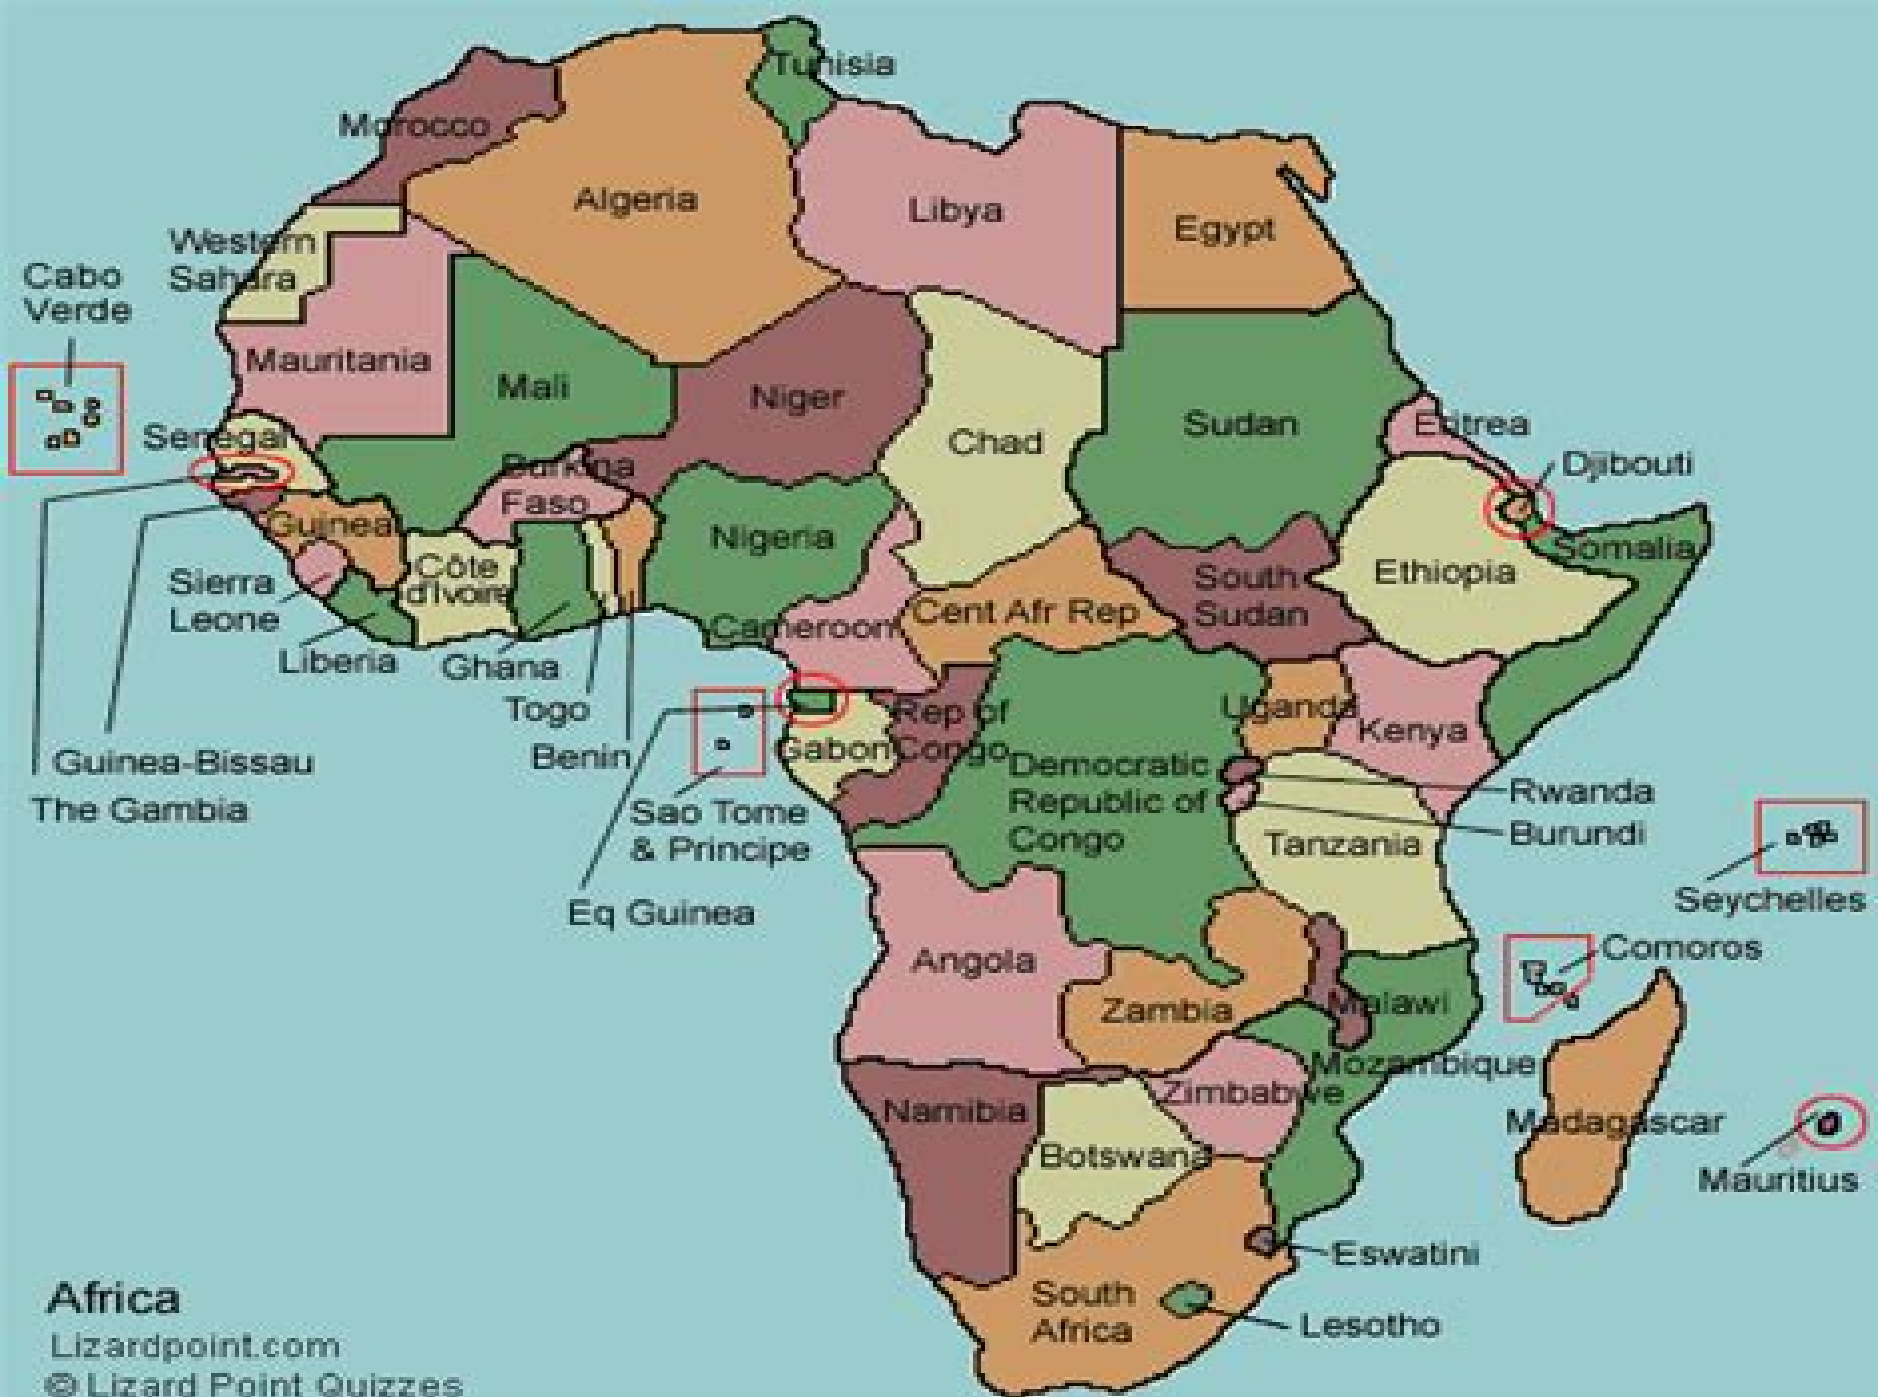 Tunisia
Morocco
Algeria
Libya
Egypt
Western
Sahara
Cabo
Verde
Mauritania
Mali
Niger
Chad
Sudan
Eritrea
Djibouti
Senegal
Burkina
Faso
Guinea
Nigeria
Somalia
Ethiopia
South
Sudan
Côte
d'Ivoire
Sierra
Leone
Liberia
Ghana
Togo
Benin
Cameroon
Cent Afr Rep
Guinea-Bissau
The Gambia
Uganda
Kenya
Rep of
Congo
Gabon
Democratic
Republic of
Congo
Rwanda
Burundi
Sao Tome
& Principe
Eq Guinea
Tanzania
Seychelles
Comoros
Angola
Zambia
Malawi
Mozambique
Zimbabwe
Namibia
Botswana
Madagascar
Mauritius
Eswatini
South
Africa
Lesotho
Africa
Lizardpoint.com
© Lizard Point Quizzes